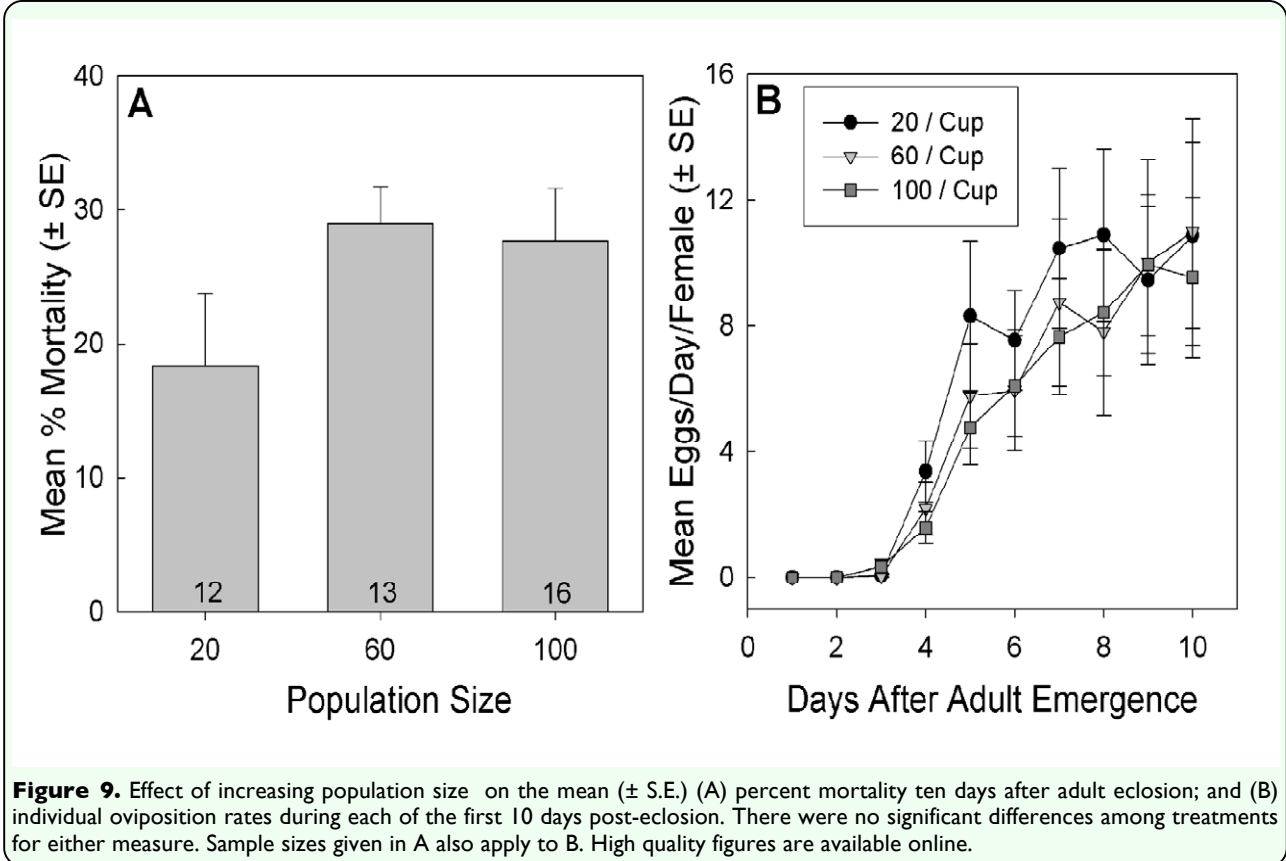 A
Mean % Mortality (± SE)
40
30
20
10
0
12
13
16
20
60
100
Population Size
B
20 / Cup
60 / Cup
100 / Cup
Mean Eggs/Day/Female (± SE)
16
12
8
4
0
0
2
4
6
8
10
Days After Adult Emergence
Figure 9. Effect of increasing population size on the mean (± S.E.) (A) percent mortality ten days after adult eclosion; and (B)
individual oviposition rates during each of the first 10 days post-eclosion. There were no significant differences among treatments
for either measure. Sample sizes given in A also apply to B. High quality figures are available online.